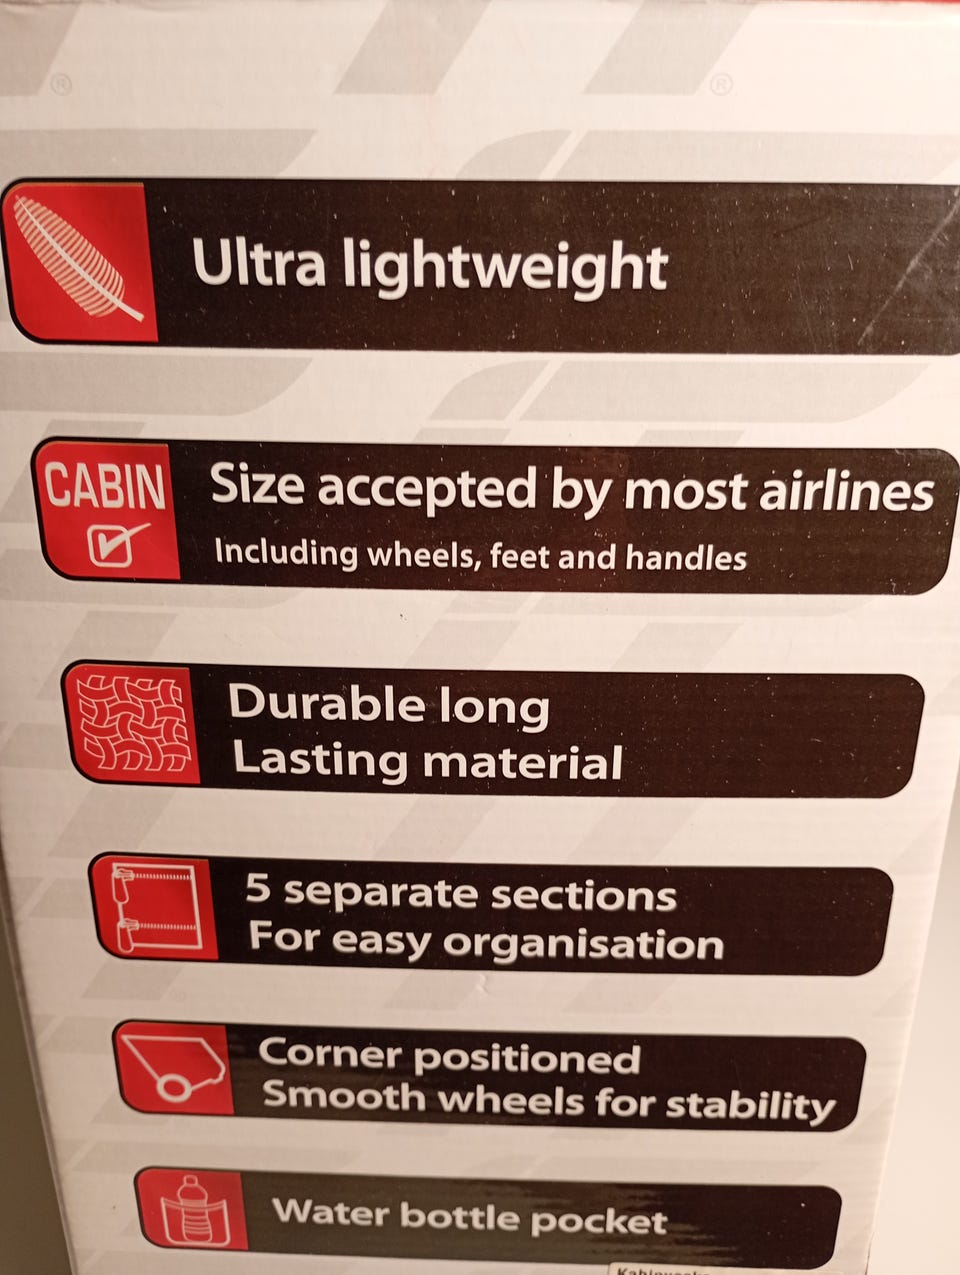 ®
®
Ultra lightweight
CABIN
Size accepted by most airlines
Including wheels, feet and handles
Durable long
Lasting material
5 separate sections
For easy organisation
Corner positioned
Smooth wheels for stability
Water bottle pocket